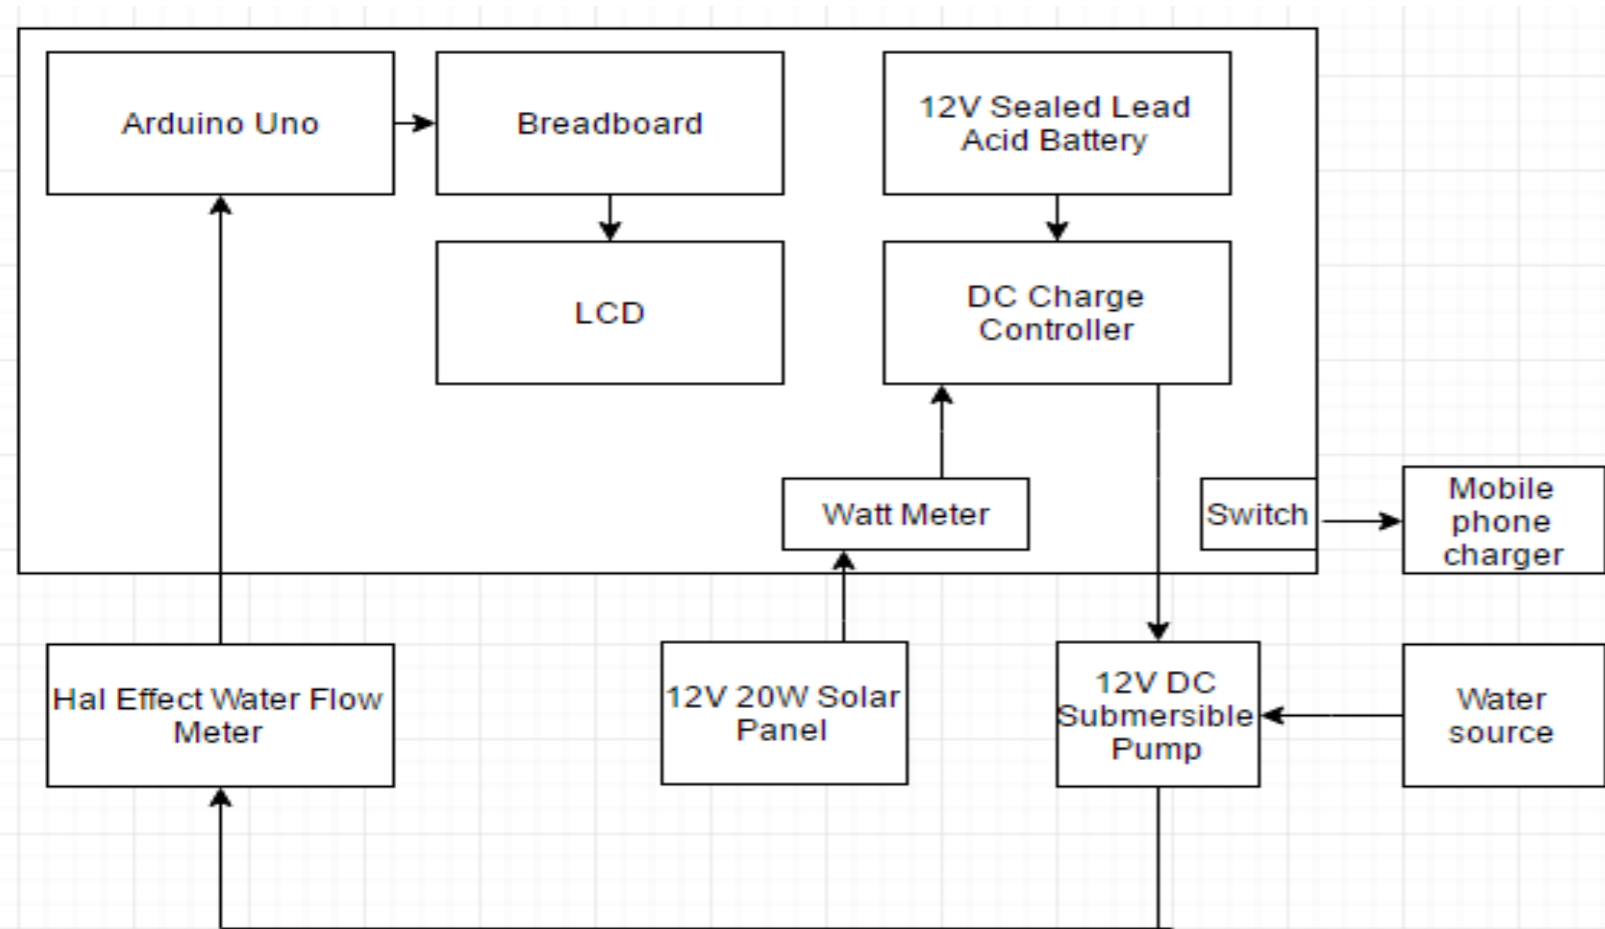 Arduino Uno
Breadboard
12V Sealed Lead
Acid Battery
LCD
DC Charge
Controller
Watt Meter
Switch
Mobile
phone
charger
Hal Effect Water Flow
Meter
12V 20W Solar
Panel
12V DC
Submersible
Pump
Water
source